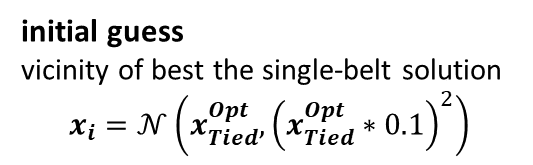 initial guess
vicinity of best the single-belt solution
x_i = 𝒩(x_Tied^Opt, (x_Tied^Opt * 0.1)^2)